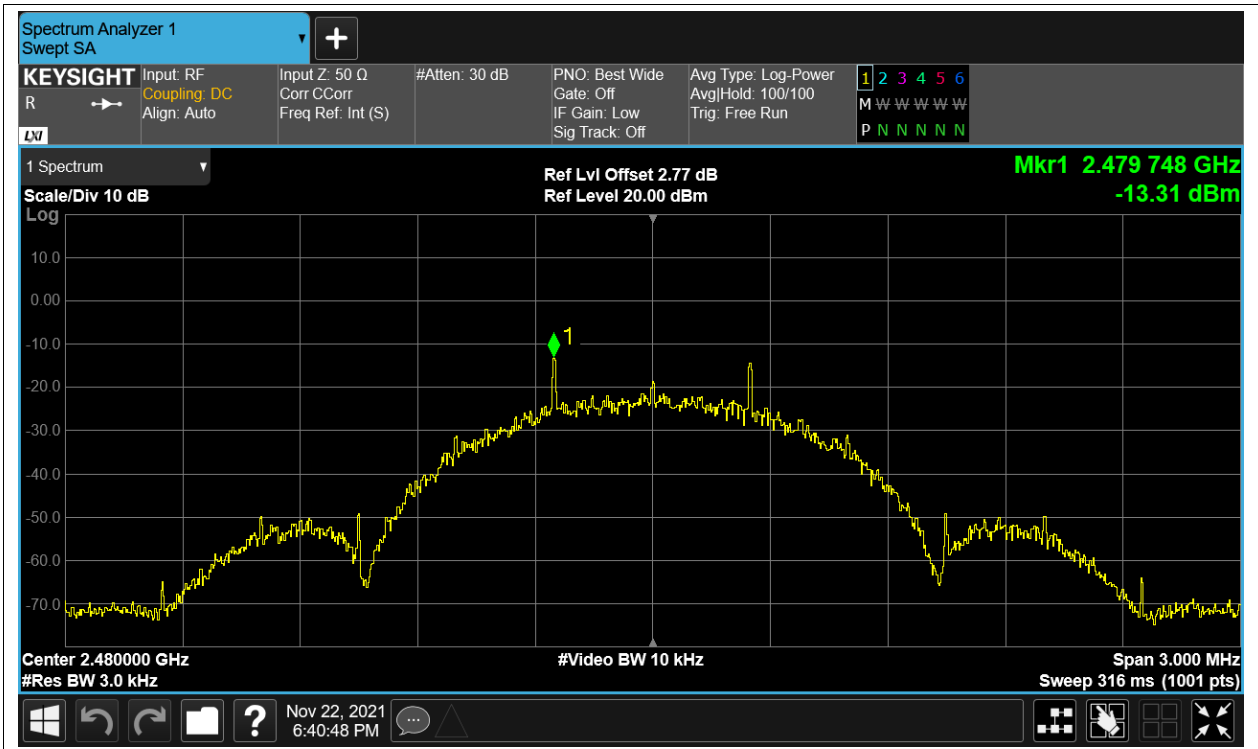 Spectrum Analyzer 1
Swept SA
KEYSIGHT
R
LXI
Input: RF
Coupling: DC
Align: Auto
Input Z: 50 Ω
Corr CCorr
Freq Ref: Int (S)
#Atten: 30 dB
PNO: Best Wide
Gate: Off
IF Gain: Low
Sig Track: Off
Avg Type: Log-Power
Avg|Hold: 100/100
Trig: Free Run
1 2 3 4 5 6
M W W W W W W
P N N N N N N
1 Spectrum
Scale/Div 10 dB
Log
Ref Lvl Offset 2.77 dB
Ref Level 20.00 dBm
Mkr1 2.479 748 GHz
-13.31 dBm
10.0
0.00
-10.0
-20.0
-30.0
-40.0
-50.0
-60.0
-70.0
1
Center 2.480000 GHz
#Res BW 3.0 kHz
#Video BW 10 kHz
Span 3.000 MHz
Sweep 316 ms (1001 pts)
?
Nov 22, 2021
6:40:48 PM